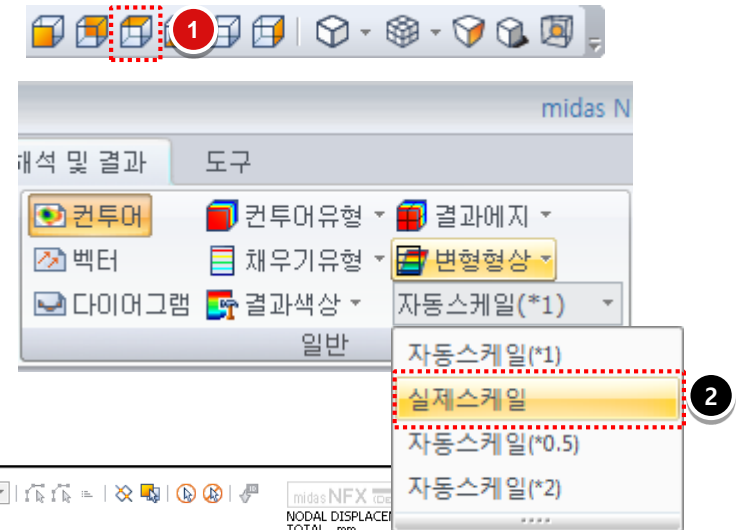 1
midas N
해석 및 결과 도구
컨투어 컨투어유형 결과에지
벡터 채우기유형 변형형상
다이어그램 결과색상 자동스케일(*1)
일반
자동스케일(*1)
실제스케일
2
자동스케일(*0.5)
자동스케일(*2)
midas NFX
NODAL DISPLACE
TOTAL, mm